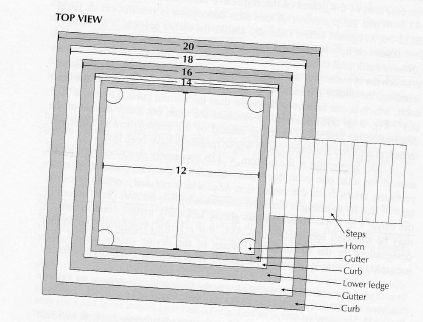 TOP VIEW
20
18
16
14
12
Steps
Horn
Gutter
Curb
Lower ledge
Gutter
Curb